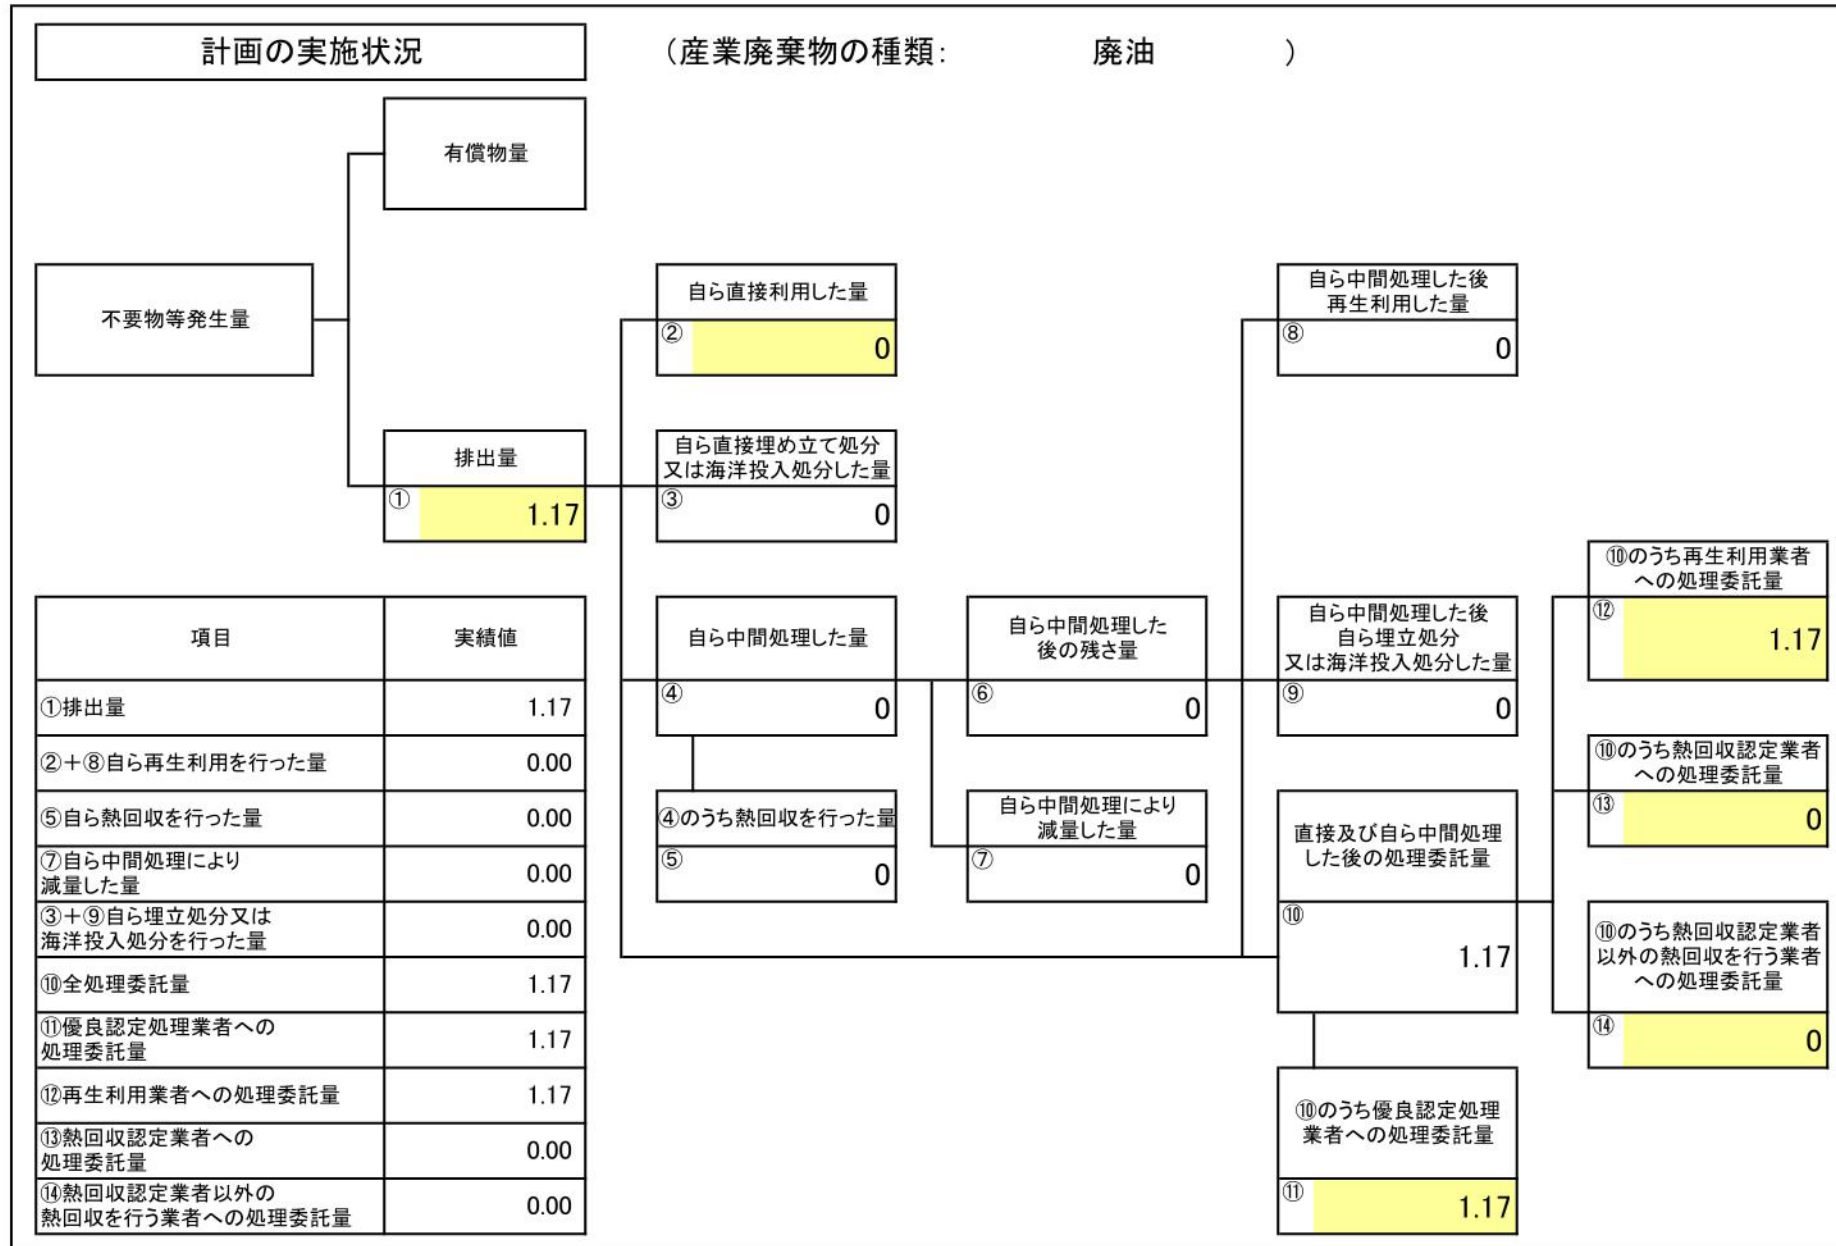 計画の実施状況
（産業廃棄物の種類： 廃油 ）
有償物量
不要物等発生量
排出量
①
1.17
自ら直接利用した量
②
0
自ら直接埋め立て処分
又は海洋投入処分した量
③
0
自ら中間処理した量
④
0
④のうち熱回収を行った量
⑤
0
自ら中間処理した
後の残さ量
⑥
0
自ら中間処理により
減量した量
⑦
0
自ら中間処理した後
再生利用した量
⑧
0
自ら中間処理した後
自ら埋立処分
又は海洋投入処分した量
⑨
0
直接及び自ら中間処理
した後の処理委託量
⑩
1.17
⑩のうち優良認定処理
業者への処理委託量
⑪
1.17
⑩のうち再生利用業者
への処理委託量
⑫
1.17
⑩のうち熱回収認定業者
への処理委託量
⑬
0
⑩のうち熱回収認定業者
以外の熱回収を行う業者
への処理委託量
⑭
0
項目 実績値
①排出量 1.17
②＋⑧自ら再生利用を行った量 0.00
⑤自ら熱回収を行った量 0.00
⑦自ら中間処理により
減量した量 0.00
③＋⑨自ら埋立処分又は
海洋投入処分を行った量 0.00
⑩全処理委託量 1.17
⑪優良認定処理業者への
処理委託量 1.17
⑫再生利用業者への処理委託量 1.17
⑬熱回収認定業者への
処理委託量 0.00
⑭熱回収認定業者以外の
熱回収を行う業者への処理委託量 0.00